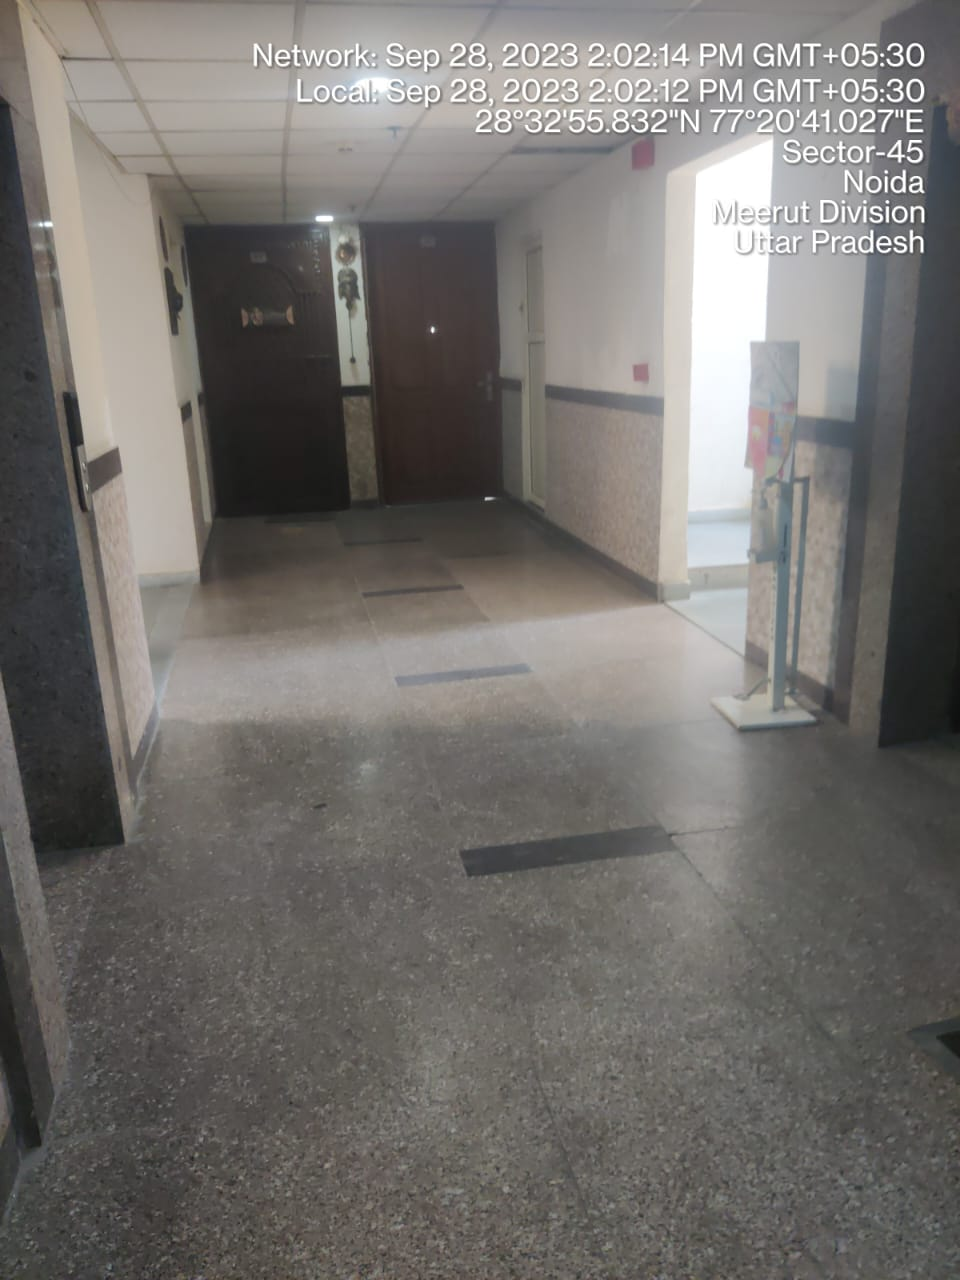 Network: Sep 28, 2023 2:02:14 PM GMT+05:30
Local: Sep 28, 2023 2:02:12 PM GMT+05:30
28°32'55.832"N 77°20'41.027"E
Sector-45
Noida
Meerut Division
Uttar Pradesh